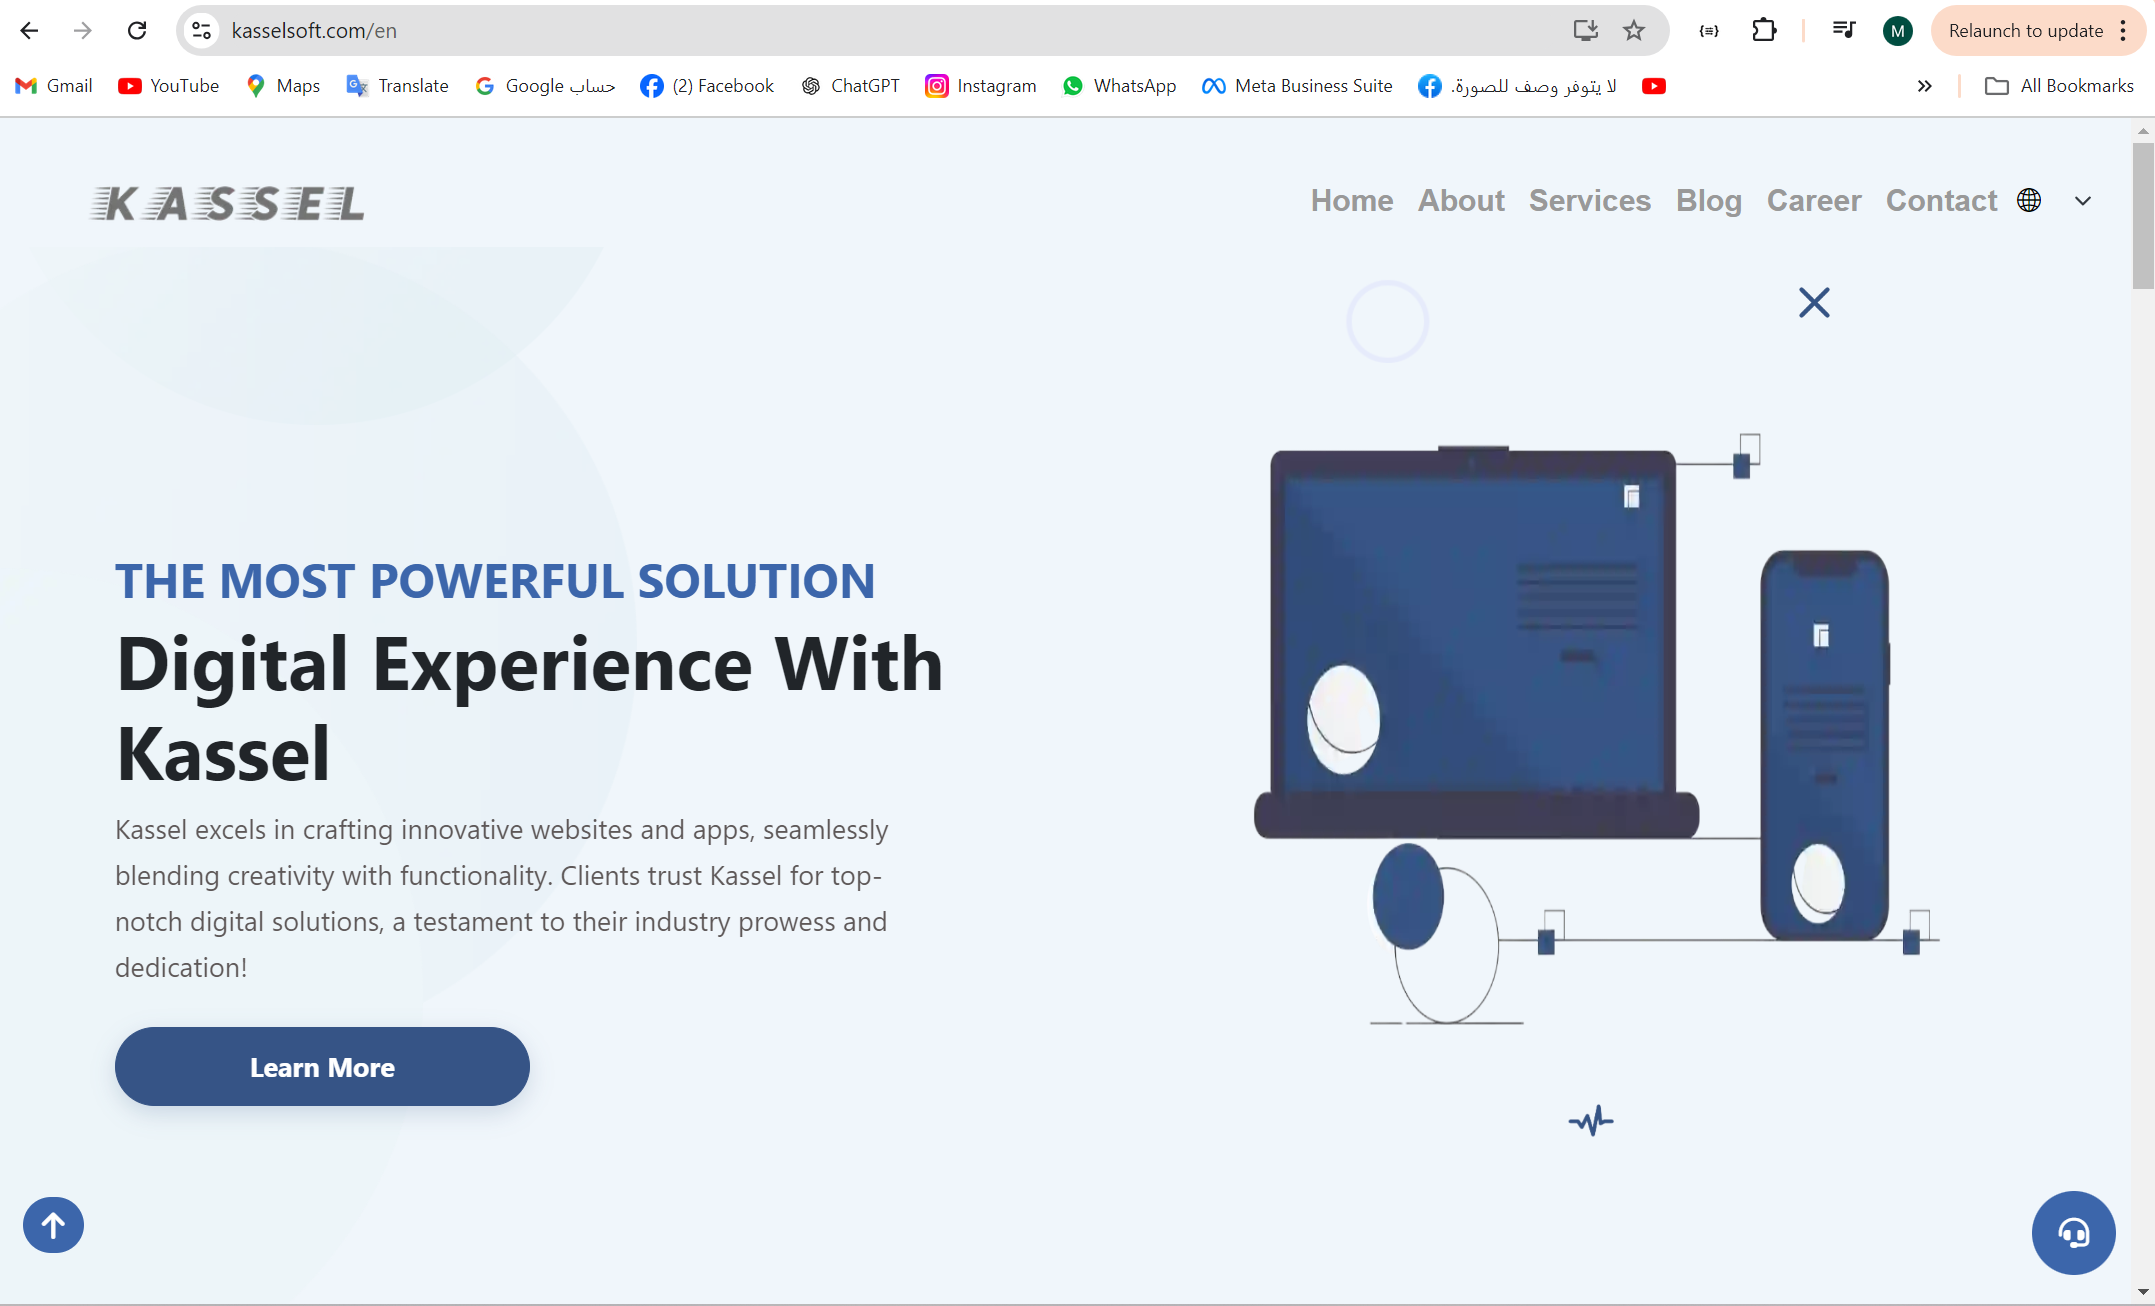 kasselsoft.com/en
M
Relaunch to update
Gmail
YouTube
Maps
Translate
حساب Google
(2) Facebook
ChatGPT
Instagram
WhatsApp
Meta Business Suite
لا يتوفر وصف للصورة.
All Bookmarks
KASSEL
Home
About
Services
Blog
Career
Contact
THE MOST POWERFUL SOLUTION
Digital Experience With
Kassel
Kassel excels in crafting innovative websites and apps, seamlessly
blending creativity with functionality. Clients trust Kassel for top-
notch digital solutions, a testament to their industry prowess and
dedication!
Learn More